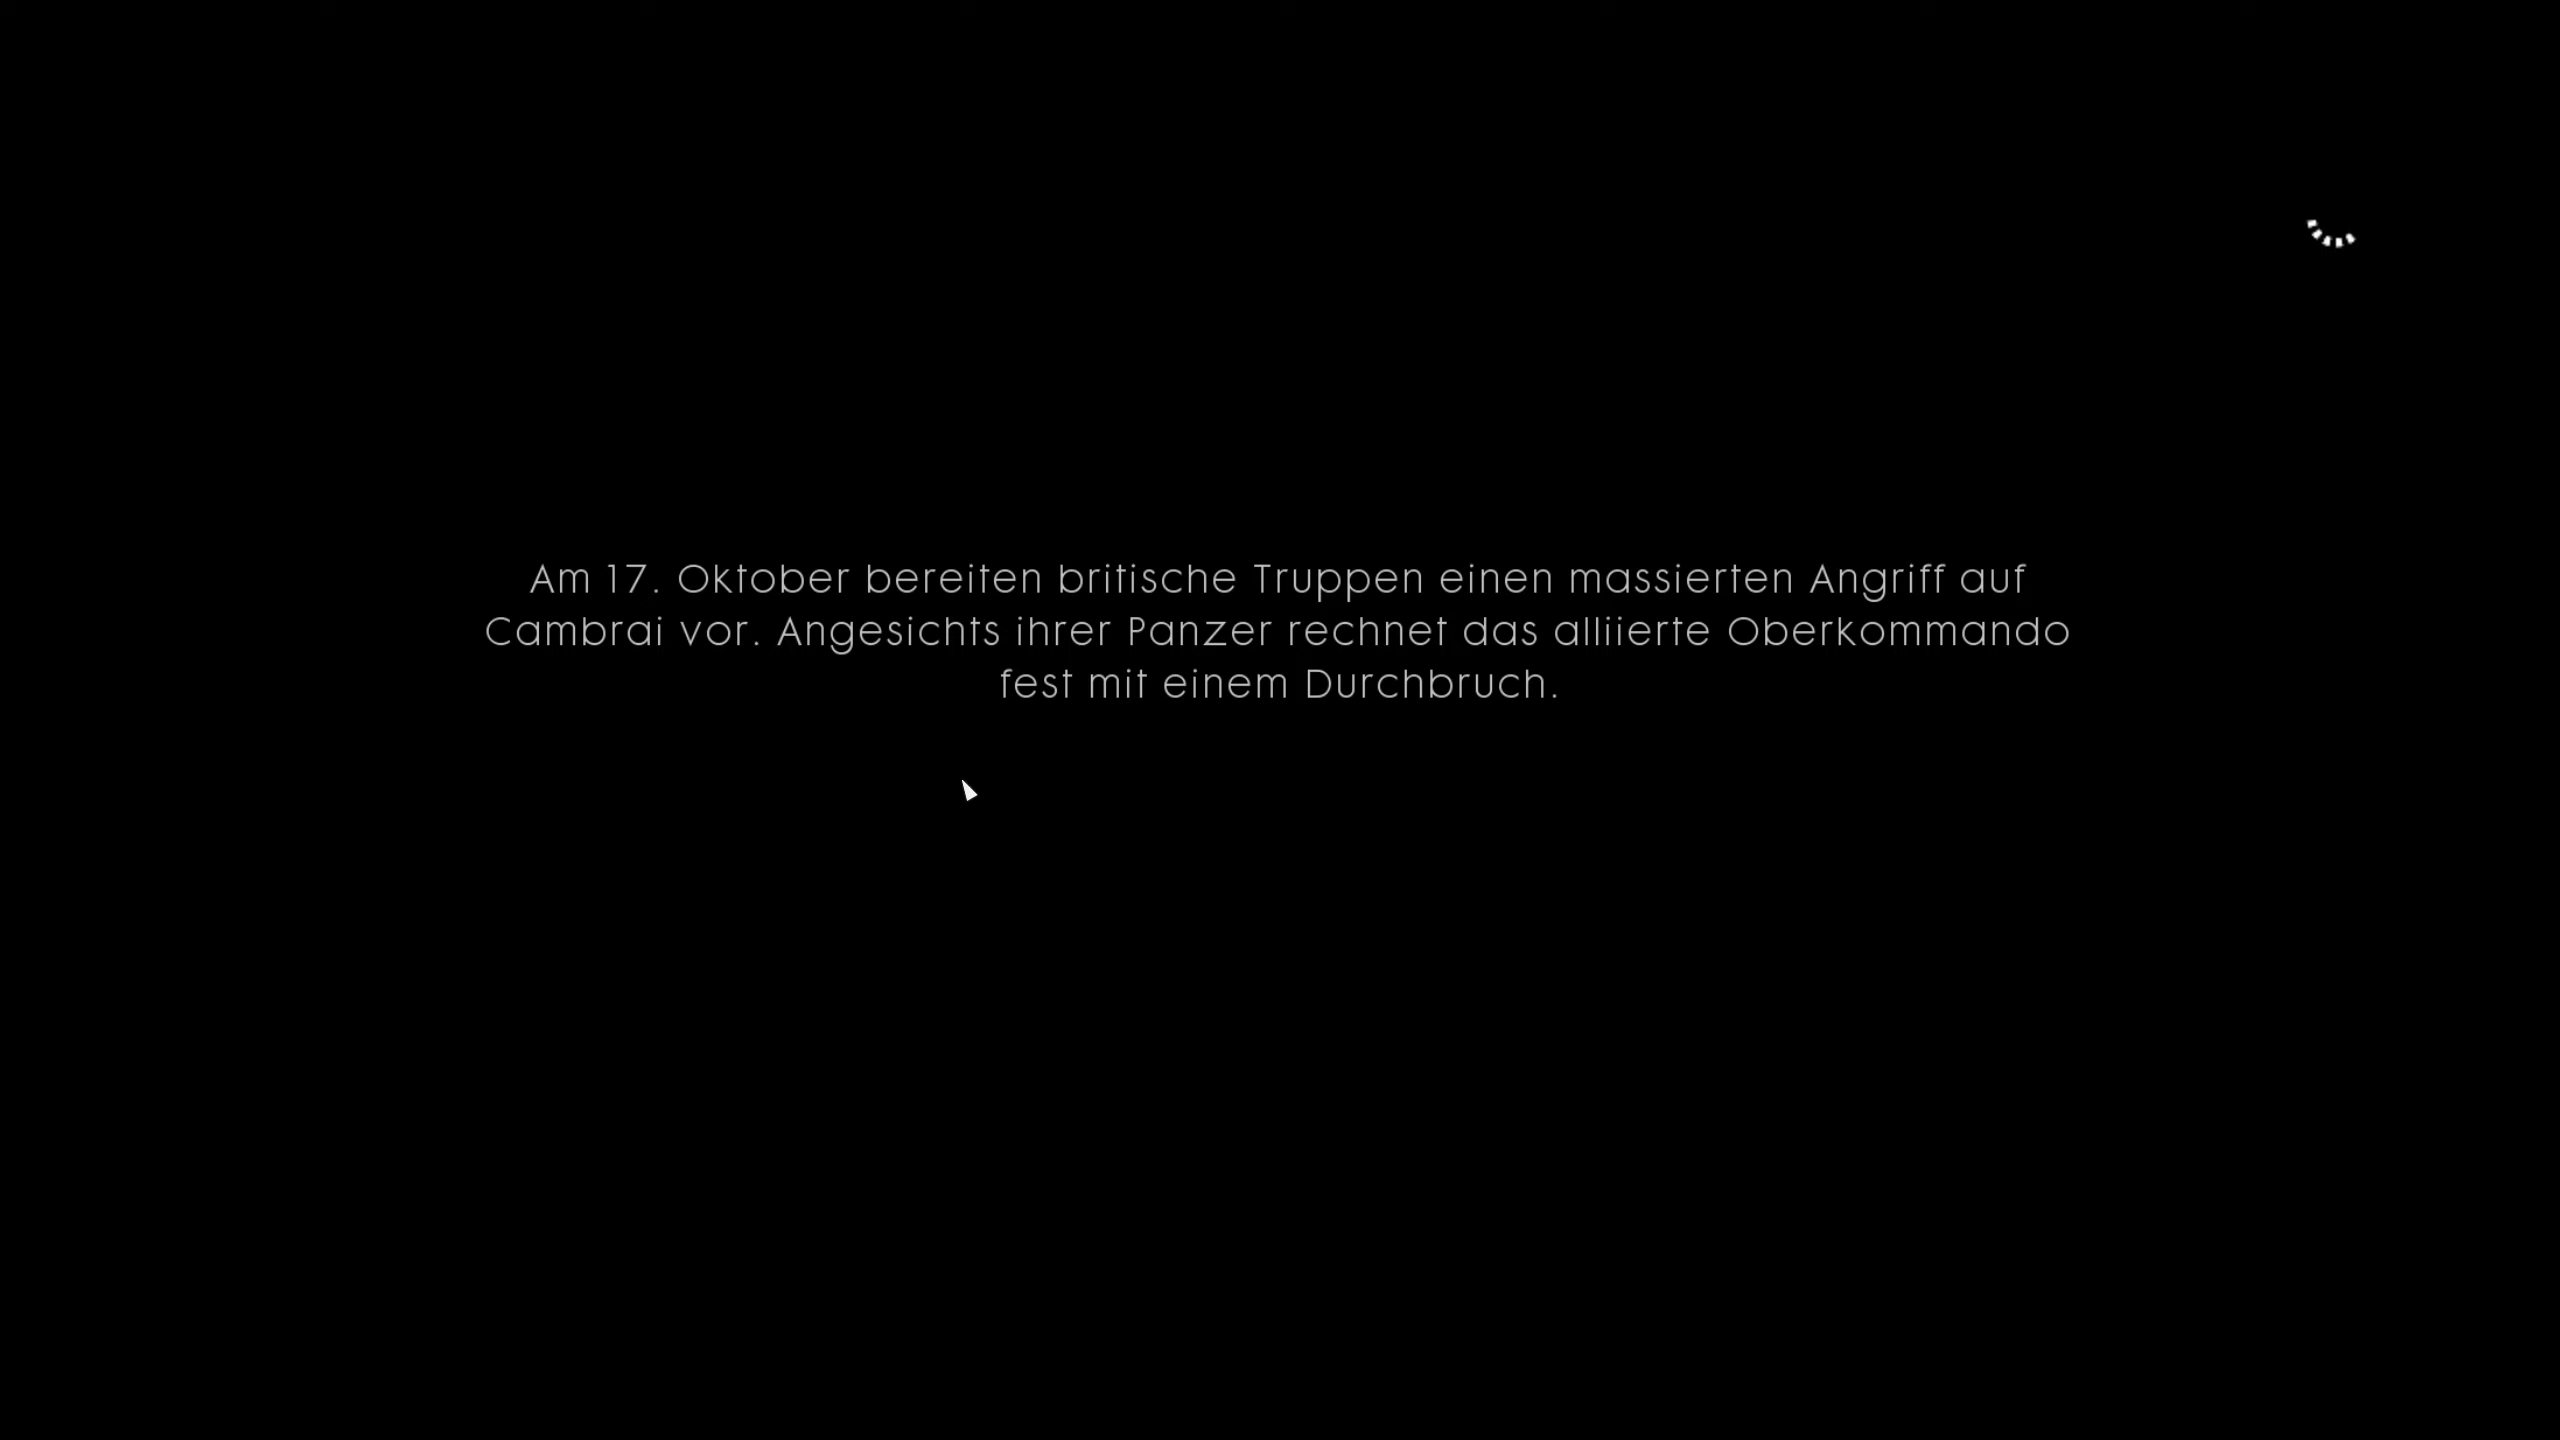 Am 17. Oktober bereiten britische Truppen einen massierten Angriff auf
Cambrai vor. Angesichts ihrer Panzer rechnet das alliierte Oberkommando
fest mit einem Durchbruch.